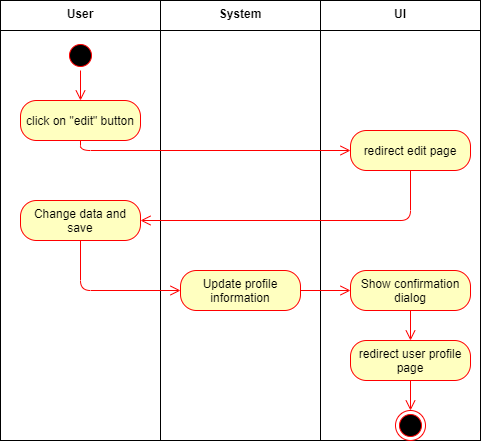 User
System
UI
click on "edit" button
redirect edit page
Change data and
save
Update profile
information
Show confirmation
dialog
redirect user profile
page